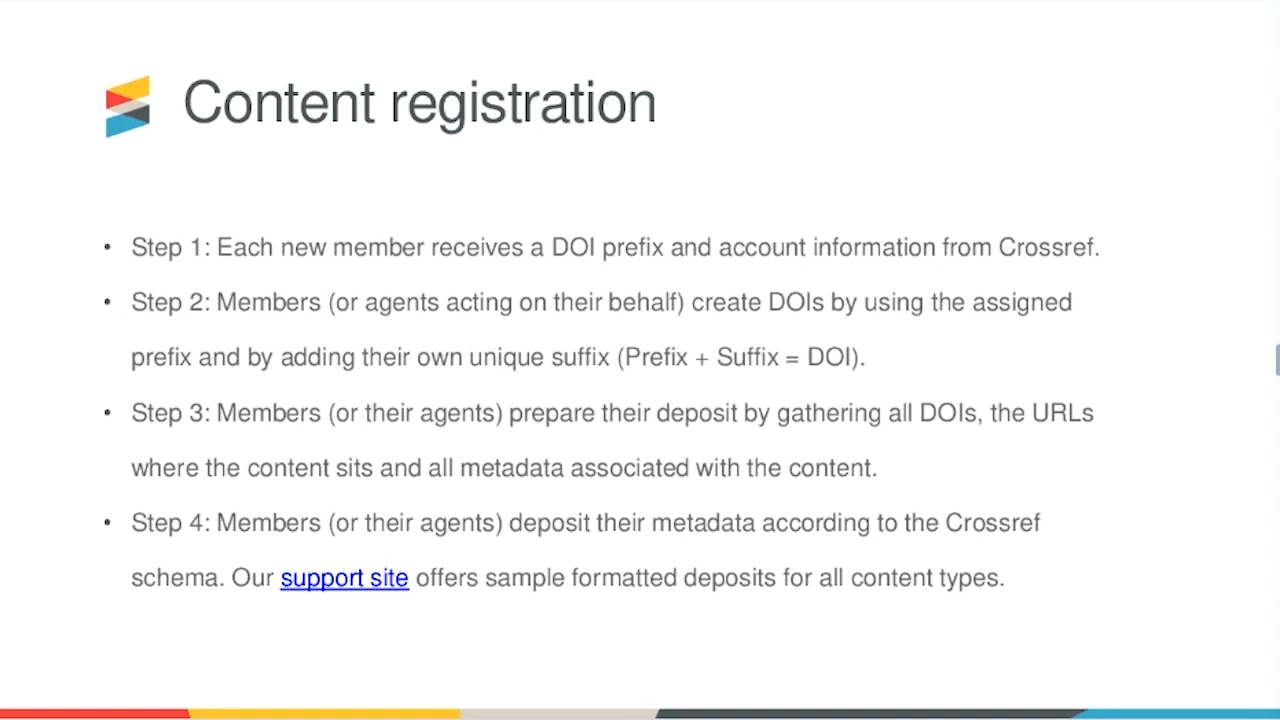 Content registration
• Step 1: Each new member receives a DOI prefix and account information from Crossref.
• Step 2: Members (or agents acting on their behalf) create DOIs by using the assigned
prefix and by adding their own unique suffix (Prefix + Suffix = DOI).
• Step 3: Members (or their agents) prepare their deposit by gathering all DOIs, the URLs
where the content sits and all metadata associated with the content.
• Step 4: Members (or their agents) deposit their metadata according to the Crossref
schema. Our support site offers sample formatted deposits for all content types.